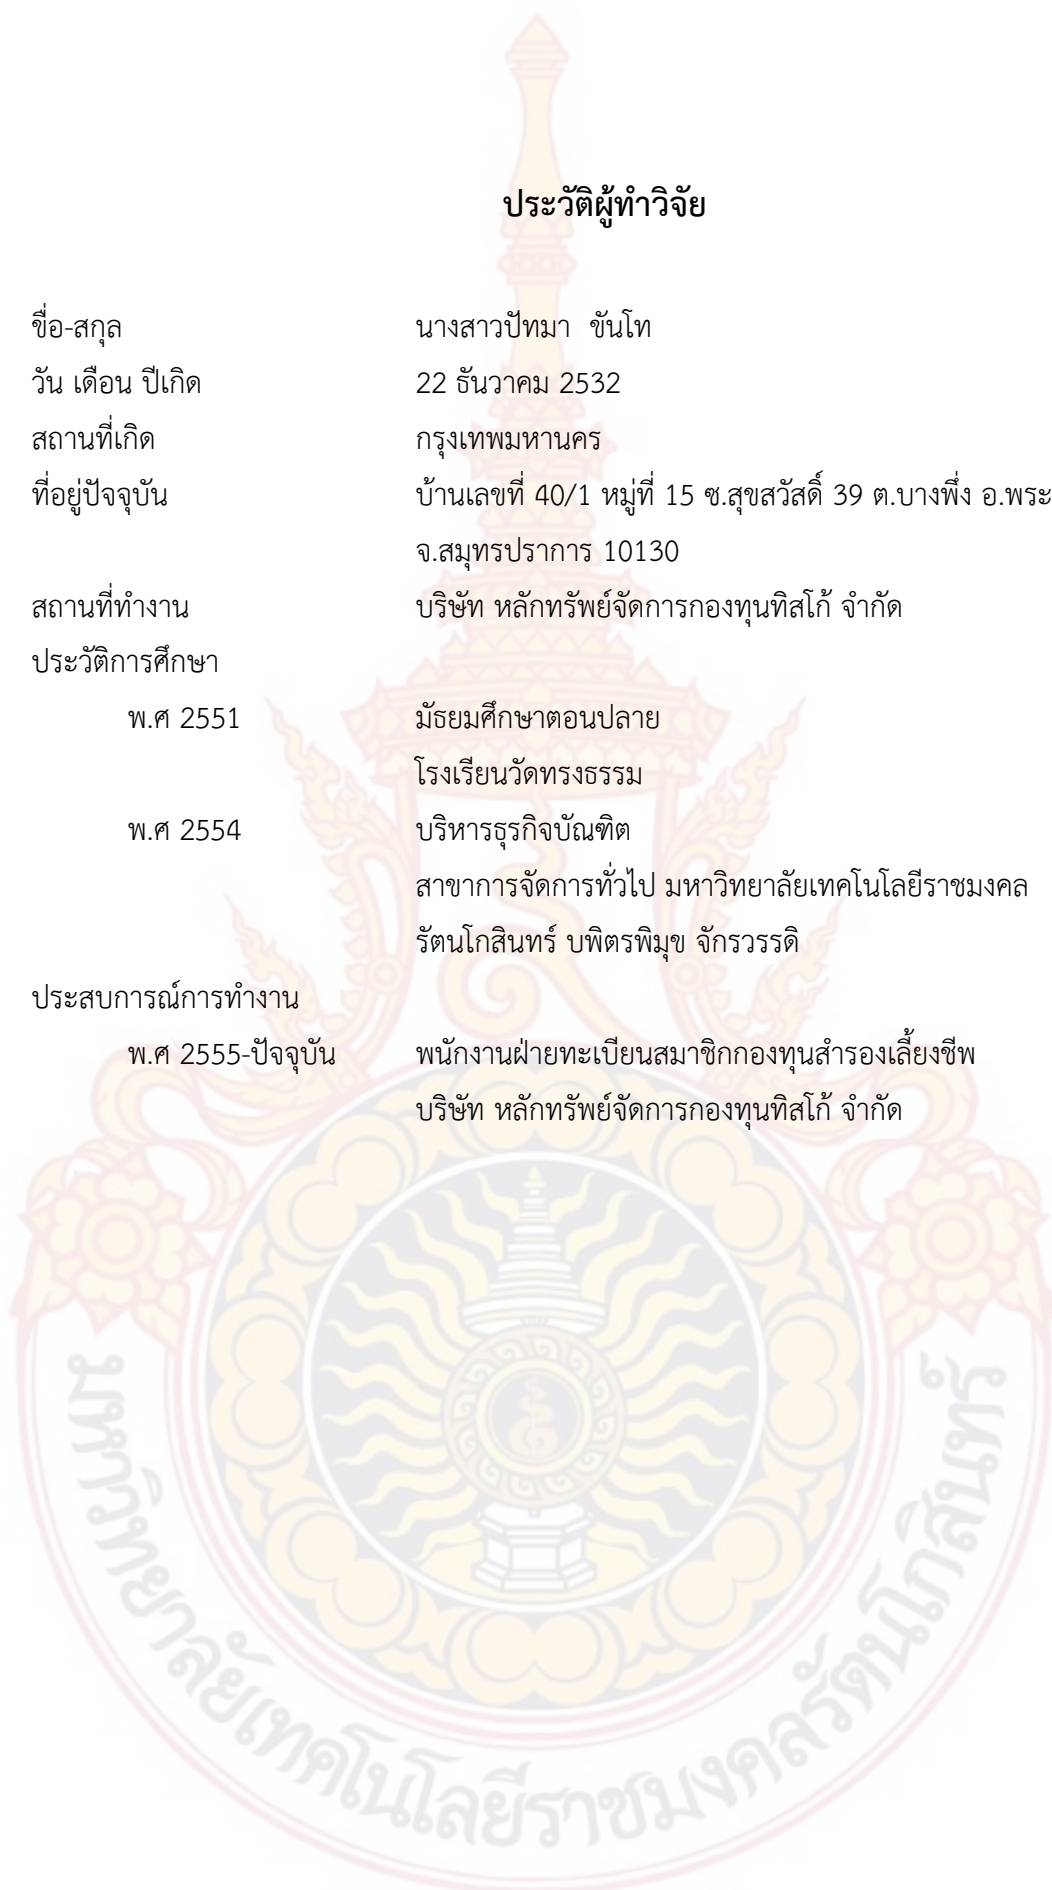 ประวัติผู้ทำวิจัย
ชื่อ-สกุล นางสาวปัทมา ขันโท
วัน เดือน ปีเกิด 22 ธันวาคม 2532
สถานที่เกิด กรุงเทพมหานคร
ที่อยู่ปัจจุบัน บ้านเลขที่ 40/1 หมู่ที่ 15 ซ.สุขสวัสดิ์ 39 ต.บางพึ่ง อ.พระ
จ.สมุทรปราการ 10130
สถานที่ทำงาน บริษัท หลักทรัพย์จัดการกองทุนทิสโก้ จำกัด
ประวัติการศึกษา
พ.ศ 2551 มัธยมศึกษาตอนปลาย
โรงเรียนวัดทรงธรรม
พ.ศ 2554 บริหารธุรกิจบัณฑิต
สาขาการจัดการทั่วไป มหาวิทยาลัยเทคโนโลยีราชมงคล
รัตนโกสินทร์ บพิตรพิมุข จักรวรรดิ
ประสบการณ์การทำงาน
พ.ศ 2555-ปัจจุบัน พนักงานฝ่ายทะเบียนสมาชิกกองทุนสำรองเลี้ยงชีพ
บริษัท หลักทรัพย์จัดการกองทุนทิสโก้ จำกัด
มหาวิทยาลัยเทคโนโลยีราชมงคลรัตนโกสินทร์